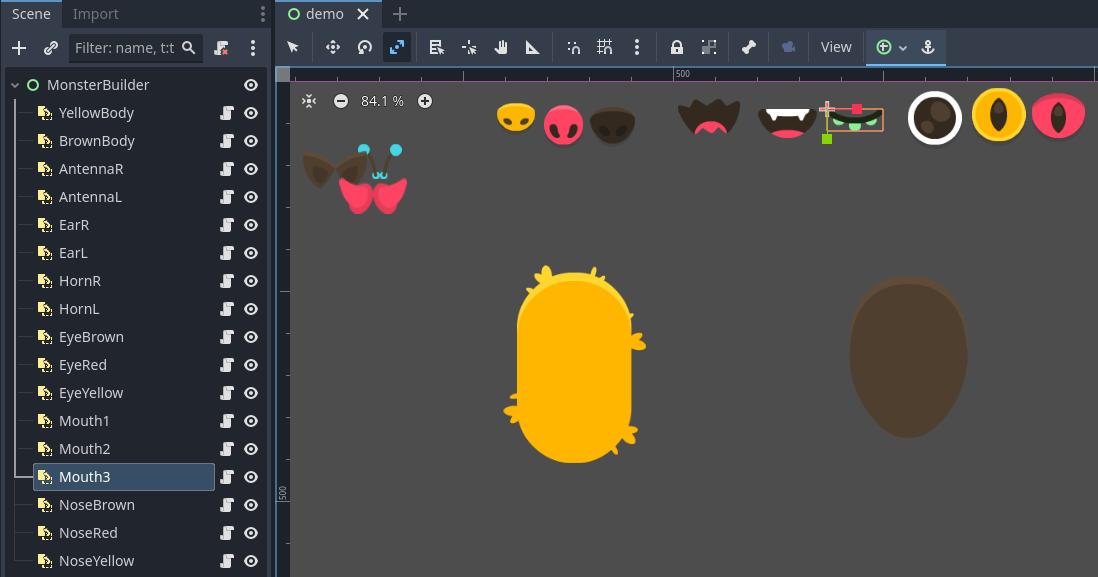 Scene
Import
demo
Filter: name, t:t
View
MonsterBuilder
YellowBody
BrownBody
AntennaR
AntennaL
EarR
EarL
HornR
HornL
EyeBrown
EyeRed
EyeYellow
Mouth1
Mouth2
Mouth3
NoseBrown
NoseRed
NoseYellow
500
84.1 %
500